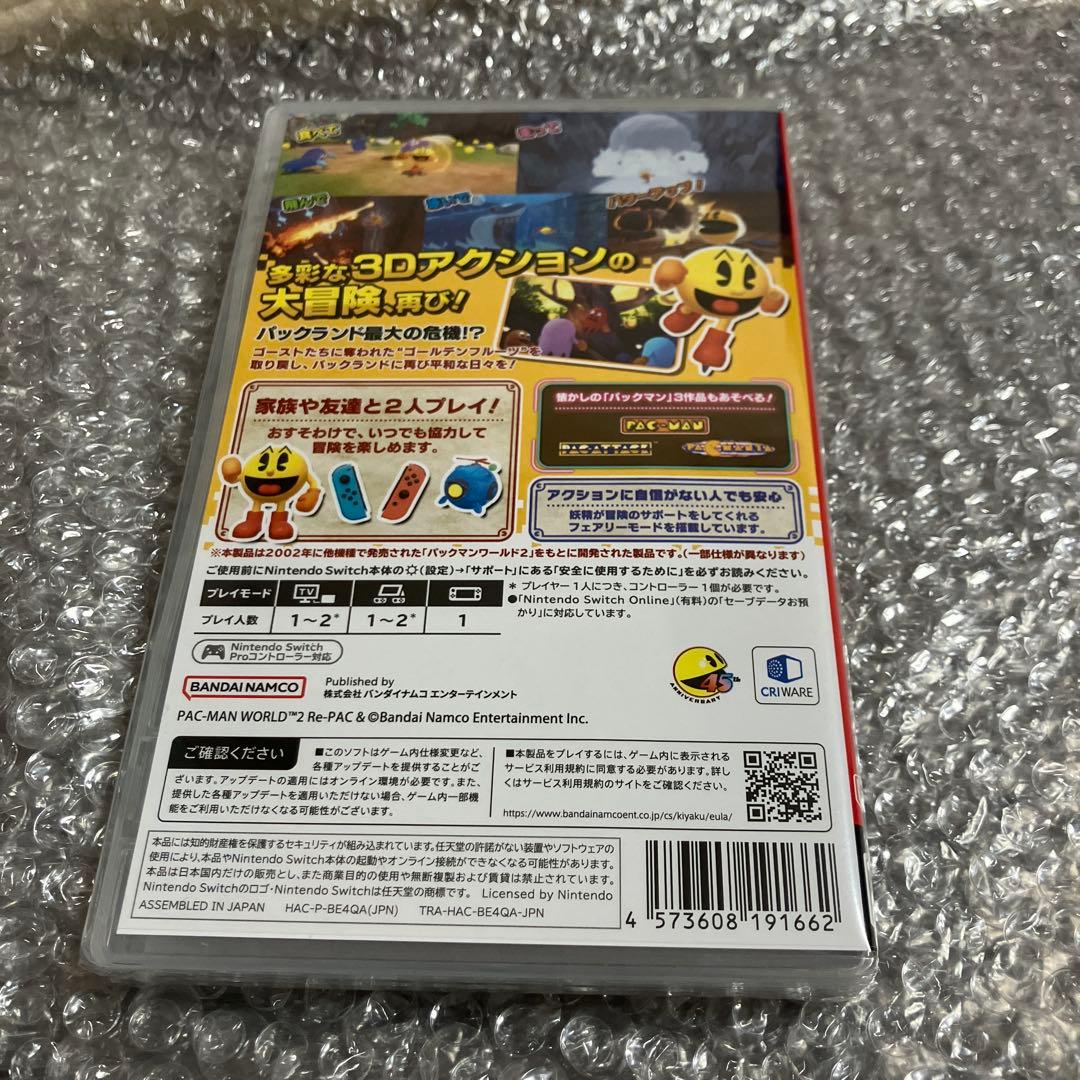 食べて
走って
飛んで
泳いで
パワーアップ!
多彩な3Dアクションの
大冒険、再び!
パックランド最大の危機!?
ゴーストたちに奪われた“ゴールデンフルーツ”を
取り戻し、パックランドに再び平和な日々を!
家族や友達と2人プレイ!
おすそわけで、いつでも協力して
冒険を楽しめます。
懐かしの「パックマン」3作品もあそべる!
PAC-MAN
PAC-ATTACK
アクションに自信がない人でも安心
妖精が冒険のサポートをしてくれる
フェアリーモードを搭載しています。
※本製品は2002年に他機種で発売された「パックマンワールド2」をもとに開発された製品です。(一部仕様が異なります)
ご使用前にNintendo Switch本体の(設定)→「サポート」にある「安全に使用するために」を必ずお読みください。
プレイモード TV
プレイ人数 1~2* 1~2* 1
* プレイヤー1人につき、コントローラー1個が必要です。
●「Nintendo Switch Online」(有料)の「セーブデータお預
かり」に対応しています。
Nintendo Switch
Proコントローラー対応
BANDAI NAMCO
Published by
株式会社バンダイナムコ エンターテインメント
45th
ANNIVERSARY
CRIWARE
PAC-MAN WORLD™2 Re-PAC & ©Bandai Namco Entertainment Inc.
ご確認ください
■このソフトはゲーム内仕様変更など、
各種アップデートを提供することがご
ざいます。アップデートの適用にはオンライン環境が必要です。また、
提供した各種アップデートを適用いただけない場合、ゲーム内一部機
能をご利用いただけなくなる可能性がございます。
■本製品をプレイするには、ゲーム内に表示される
サービス利用規約に同意する必要があります。詳し
くはサービス利用規約のサイトをご確認ください。
https://www.bandainamcoent.co.jp/cs/kiyaku/eula/
本品には知的財産権を保護するセキュリティが組み込まれています。任天堂の許諾がない装置やソフトウェアの
使用により、本品やNintendo Switch本体の起動やオンライン接続ができなくなる可能性があります。
本品は日本国内だけの販売とし、また商業目的の使用や無断複製および賃貸は禁止されています。
Nintendo Switchのロゴ・Nintendo Switchは任天堂の商標です。 Licensed by Nintendo
ASSEMBLED IN JAPAN HAC-P-BE4QA(JPN) TRA-HAC-BE4QA-JPN
4 573608 191662